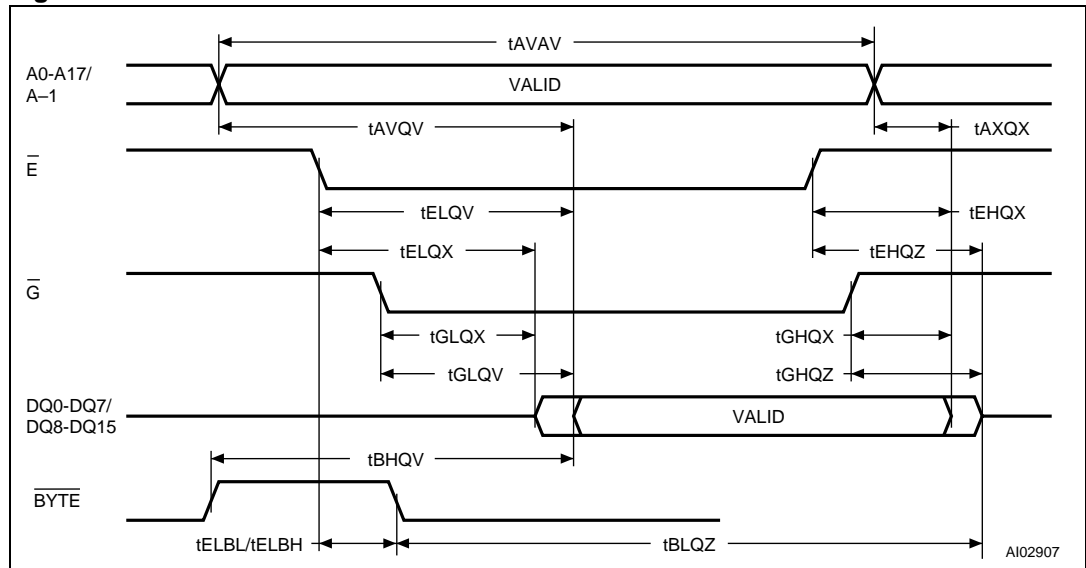 tAVAV
A0-A17/
A–1
VALID
tAVQV
tAXQX
E
tELQV
tEHQX
tELQX
tEHQZ
G
tGLQX
tGHQX
tGLQV
tGHQZ
DQ0-DQ7/
DQ8-DQ15
VALID
tBHQV
BYTE
tELBL/tELBH
tBLQZ
AI02907